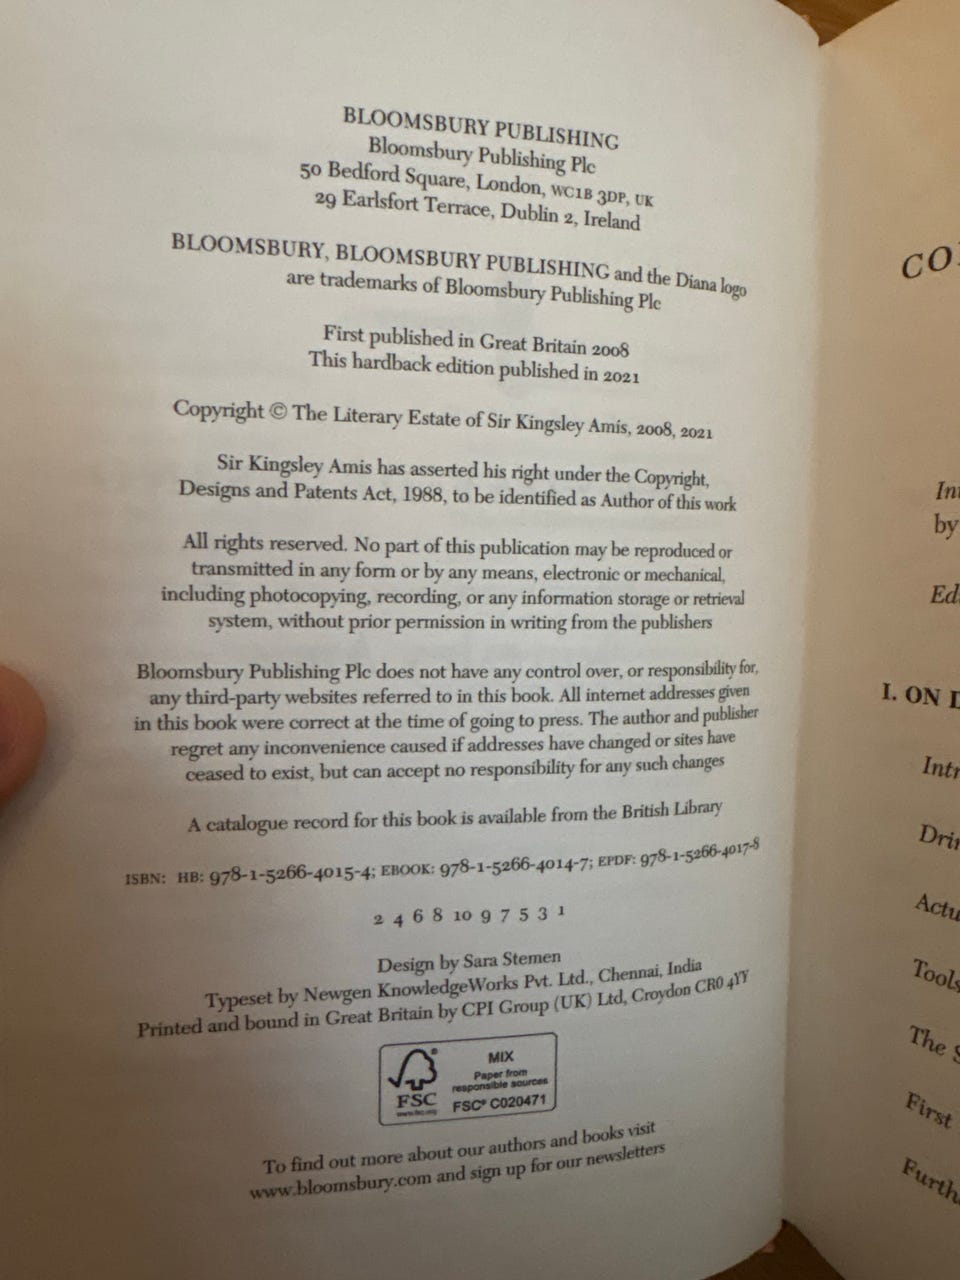 BLOOMSBURY PUBLISHING
Bloomsbury Publishing Plc
50 Bedford Square, London, WC1B 3DP, UK
29 Earlsfort Terrace, Dublin 2, Ireland
BLOOMSBURY, BLOOMSBURY PUBLISHING and the Diana logo
are trademarks of Bloomsbury Publishing Plc
First published in Great Britain 2008
This hardback edition published in 2021
Copyright © The Literary Estate of Sir Kingsley Amis, 2008, 2021
Sir Kingsley Amis has asserted his right under the Copyright,
Designs and Patents Act, 1988, to be identified as Author of this work
All rights reserved. No part of this publication may be reproduced or
transmitted in any form or by any means, electronic or mechanical,
including photocopying, recording, or any information storage or retrieval
system, without prior permission in writing from the publishers
Bloomsbury Publishing Plc does not have any control over, or responsibility for,
any third-party websites referred to in this book. All internet addresses given
in this book were correct at the time of going to press. The author and publisher
regret any inconvenience caused if addresses have changed or sites have
ceased to exist, but can accept no responsibility for any such changes
A catalogue record for this book is available from the British Library
ISBN: HB: 978-1-5266-4015-4; EBOOK: 978-1-5266-4014-7; EPDF: 978-1-5266-4017-8
2 4 6 8 10 9 7 5 3 1
Design by Sara Stemen
Typeset by Newgen KnowledgeWorks Pvt. Ltd., Chennai, India
Printed and bound in Great Britain by CPI Group (UK) Ltd, Croydon CR0 4YY
FSC
www.fsc.org
MIX
Paper from
responsible sources
FSC® C020471
To find out more about our authors and books visit
www.bloomsbury.com and sign up for our newsletters
by
I. ON
The
First